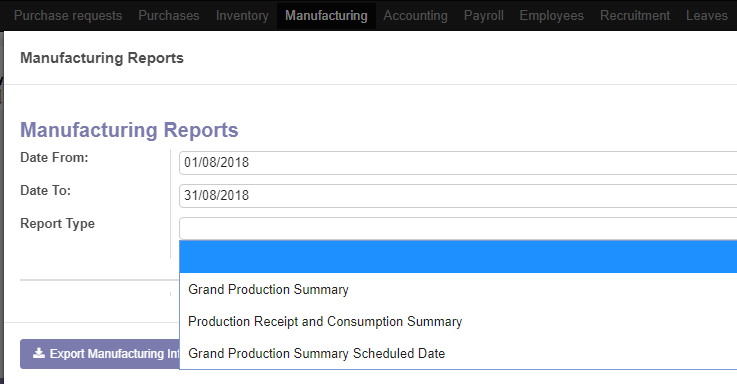 Purchase requests Purchases Inventory Manufacturing Accounting Payroll Employees Recruitment Leaves
Manufacturing Reports
Manufacturing Reports
Date From: 01/08/2018
Date To: 31/08/2018
Report Type
Grand Production Summary
Production Receipt and Consumption Summary
Grand Production Summary Scheduled Date
Export Manufacturing